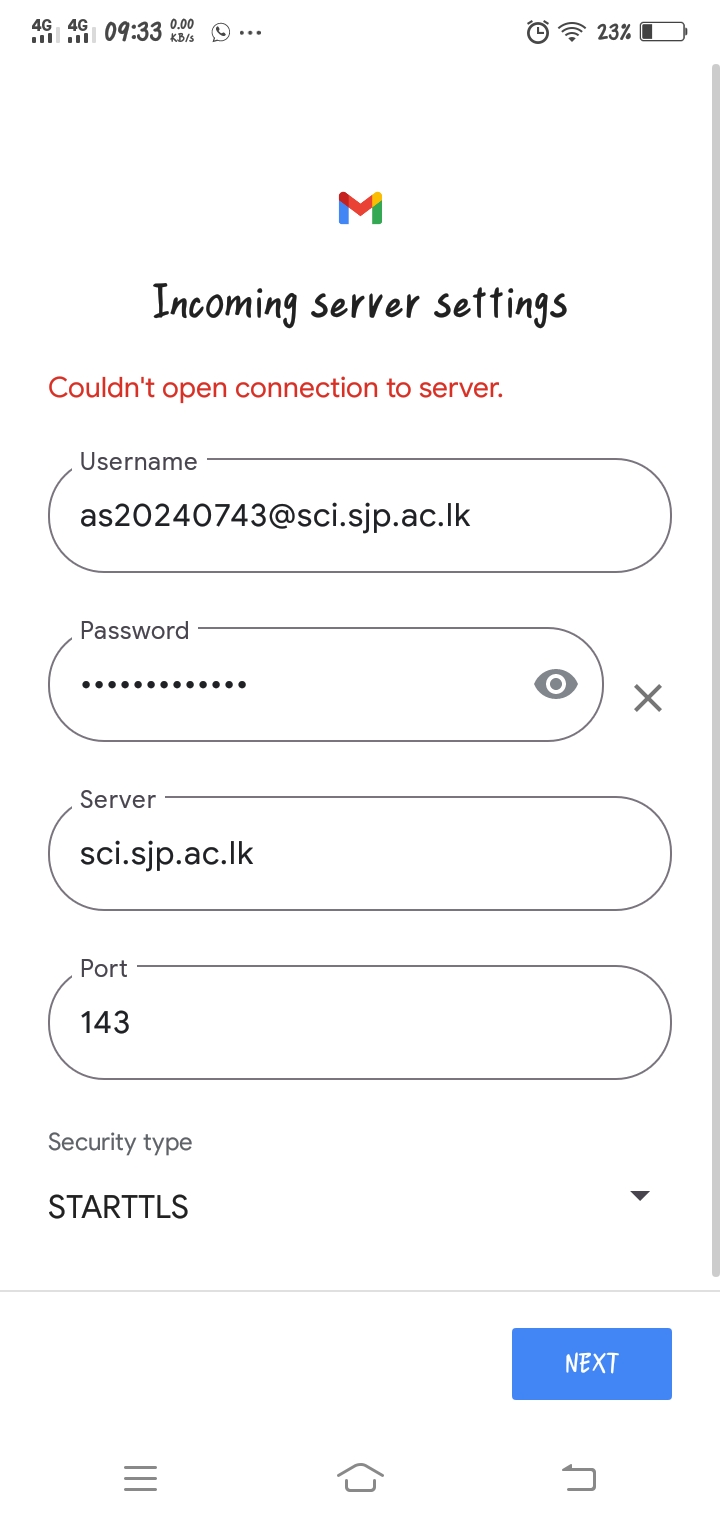 4G 4G 09:33 0.00 KB/s ... 23%
Incoming server settings
Couldn't open connection to server.
Username
as20240743@sci.sjp.ac.lk
Password
•••••••••••••
Server
sci.sjp.ac.lk
Port
143
Security type
STARTTLS
NEXT